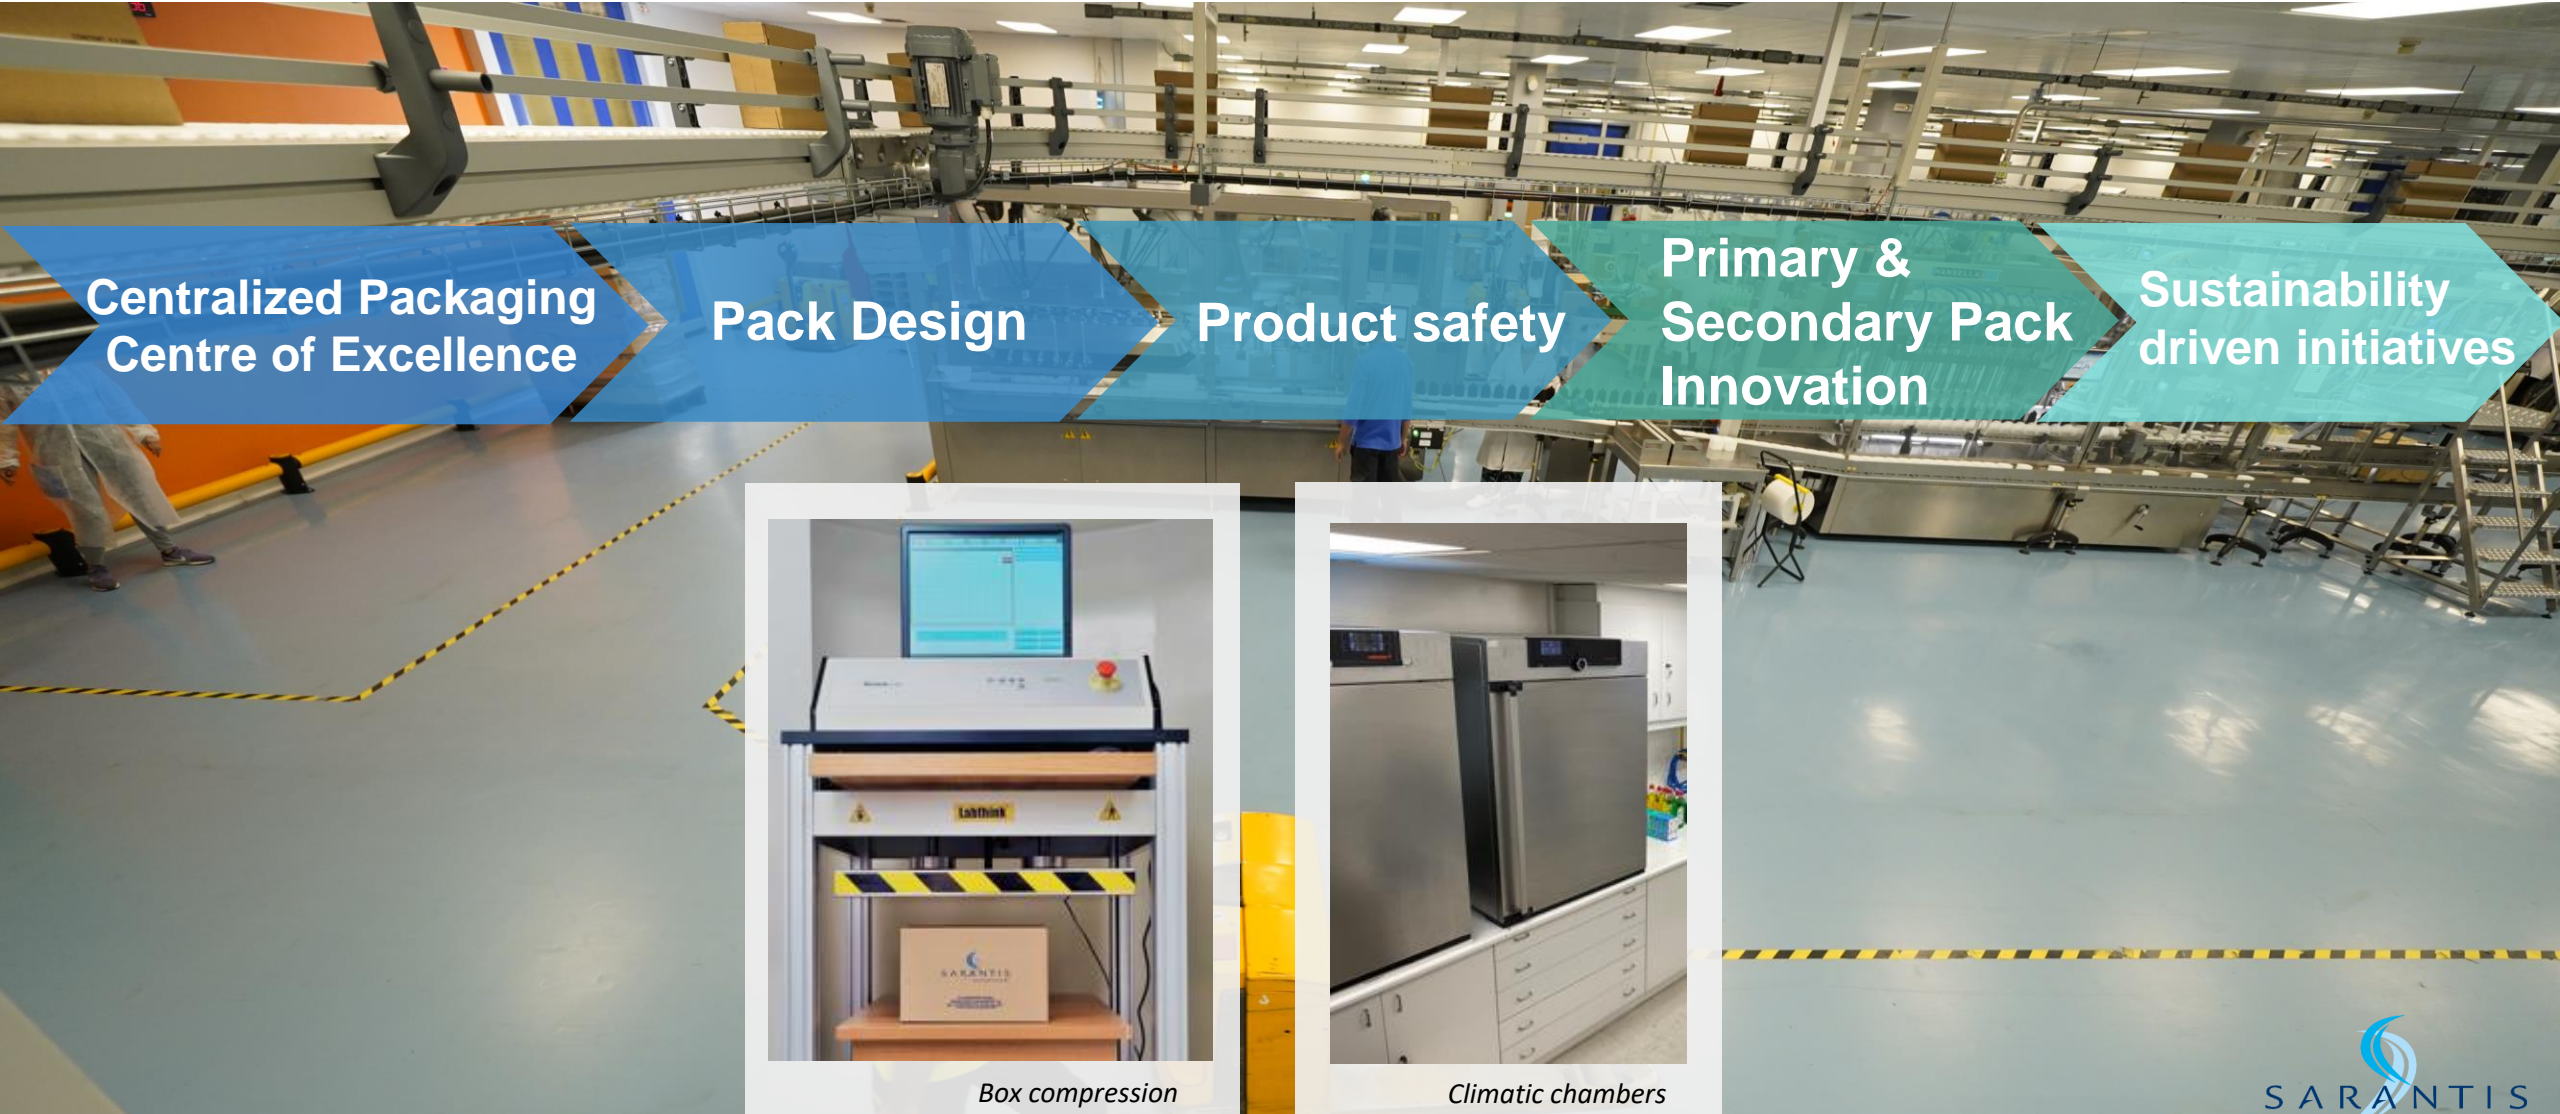 Centralized Packaging
Centre of Excellence
Pack Design
Product safety
Primary &
Secondary Pack
Innovation
Sustainability
driven initiatives
Labthink
SARANTIS
Box compression
Climatic chambers
SARANTIS